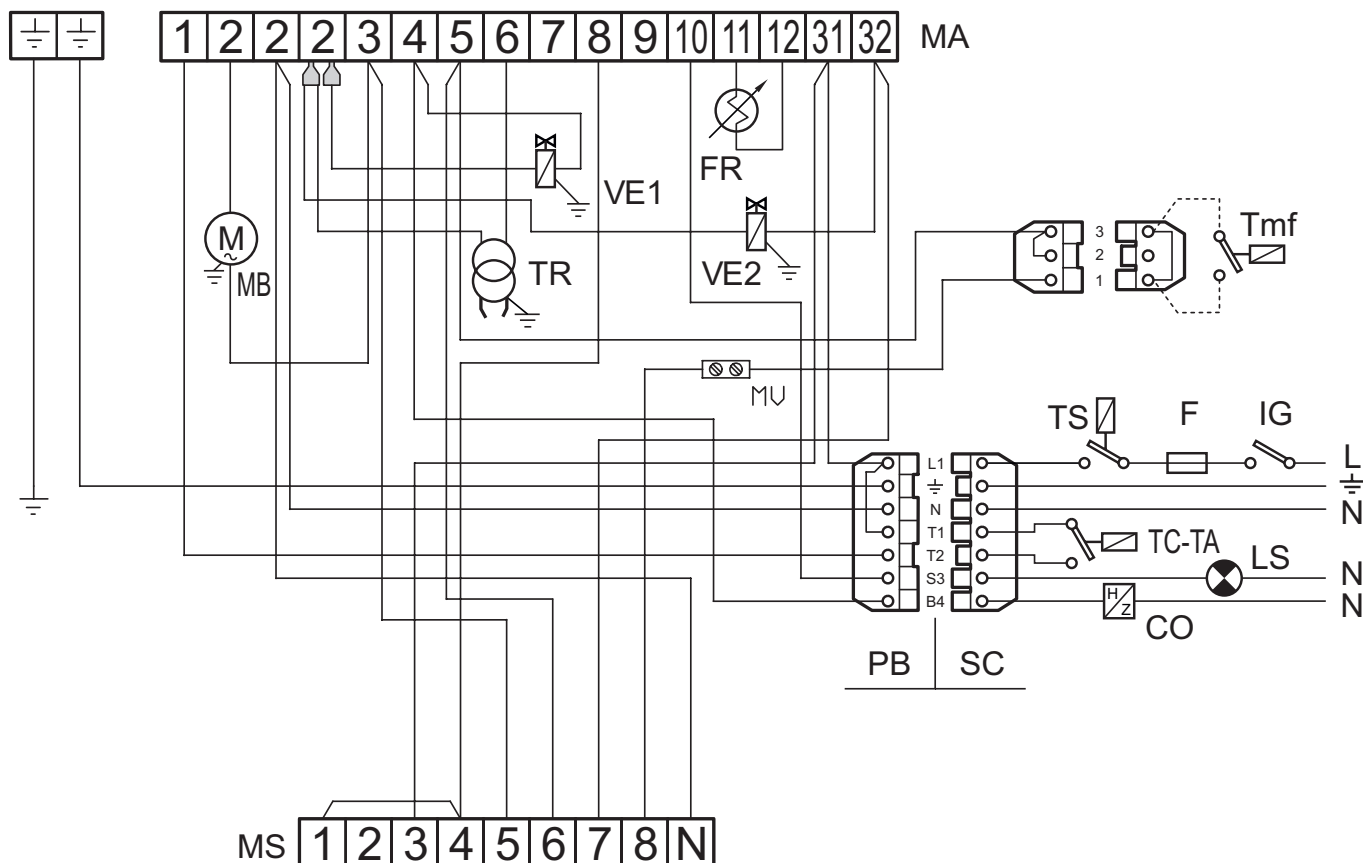 1 2 2 2 3 4 5 6 7 8 9 10 11 12 31 32 MA
FR
VE1
M
~
MB
TR
VE2
3
2
1
Tmf
MV
TS F IG
L1 L
N N
T1
T2 TC-TA
LS
S3 N
B4 H Z N
CO
PB SC
MS 1 2 3 4 5 6 7 8 N